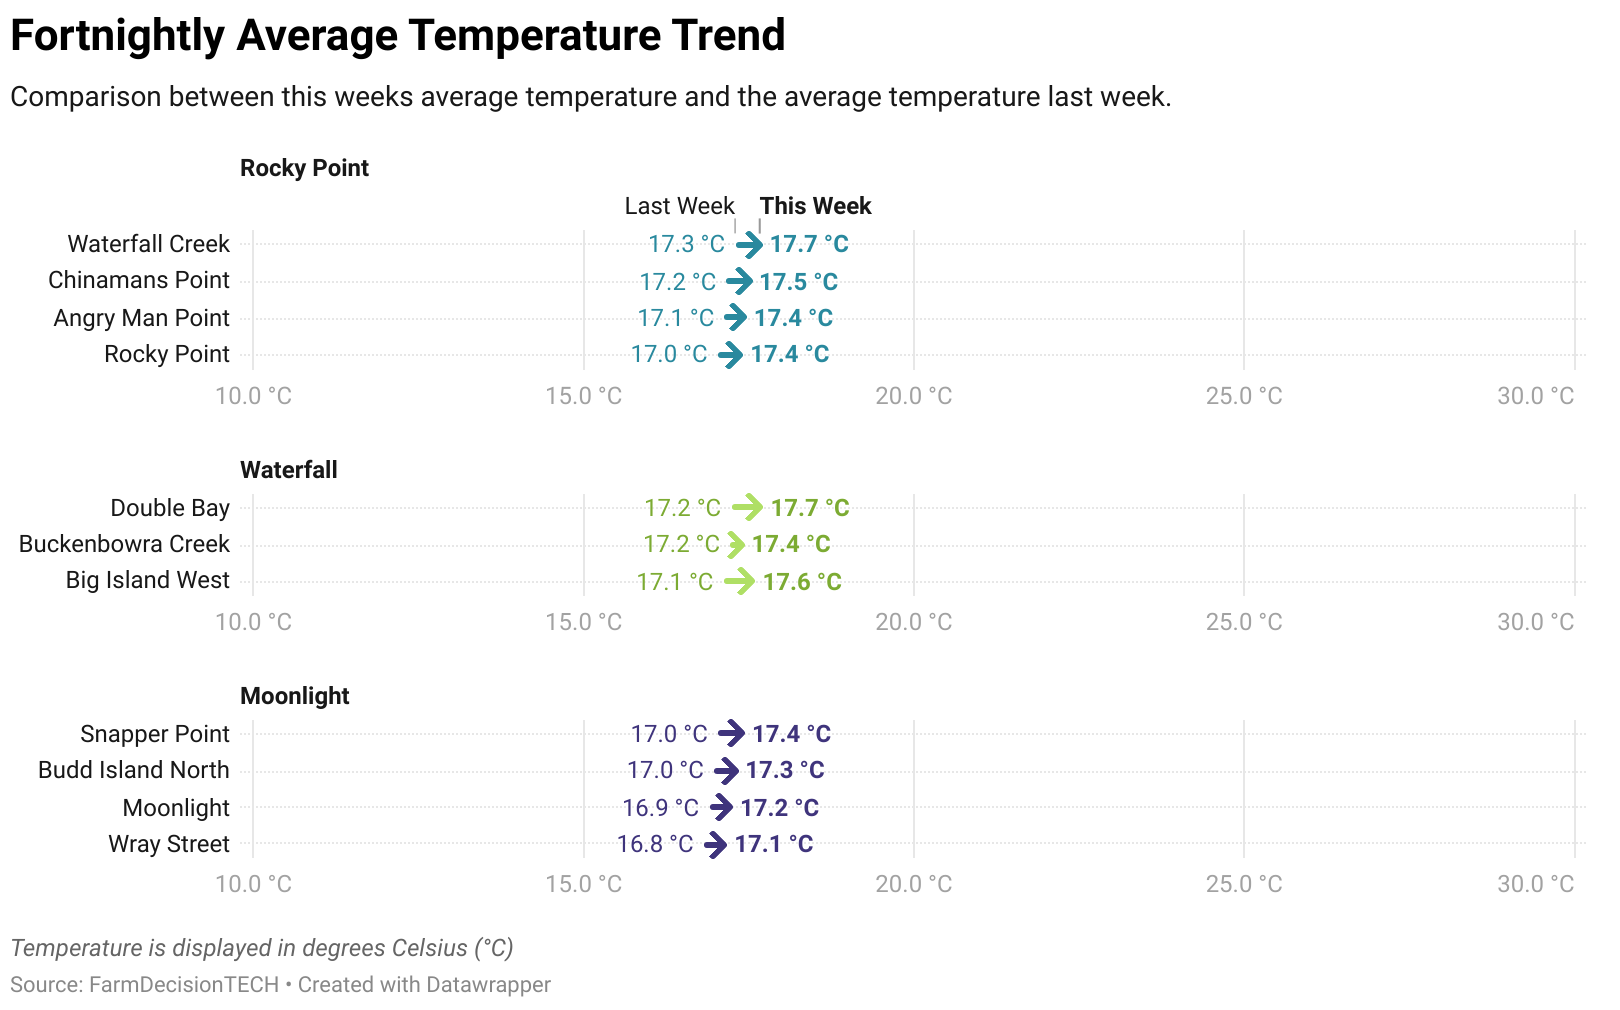 Fortnightly Average Temperature Trend
Comparison between this weeks average temperature and the average temperature last week.
Rocky Point
Last Week This Week
Waterfall Creek 17.3 °C 17.7 °C
Chinamans Point 17.2 °C 17.5 °C
Angry Man Point 17.1 °C 17.4 °C
Rocky Point 17.0 °C 17.4 °C
10.0 °C 15.0 °C 20.0 °C 25.0 °C 30.0 °C
Waterfall
Double Bay 17.2 °C 17.7 °C
Buckenbowra Creek 17.2 °C 17.4 °C
Big Island West 17.1 °C 17.6 °C
10.0 °C 15.0 °C 20.0 °C 25.0 °C 30.0 °C
Moonlight
Snapper Point 17.0 °C 17.4 °C
Budd Island North 17.0 °C 17.3 °C
Moonlight 16.9 °C 17.2 °C
Wray Street 16.8 °C 17.1 °C
10.0 °C 15.0 °C 20.0 °C 25.0 °C 30.0 °C
Temperature is displayed in degrees Celsius (°C)
Source: FarmDecisionTECH • Created with Datawrapper